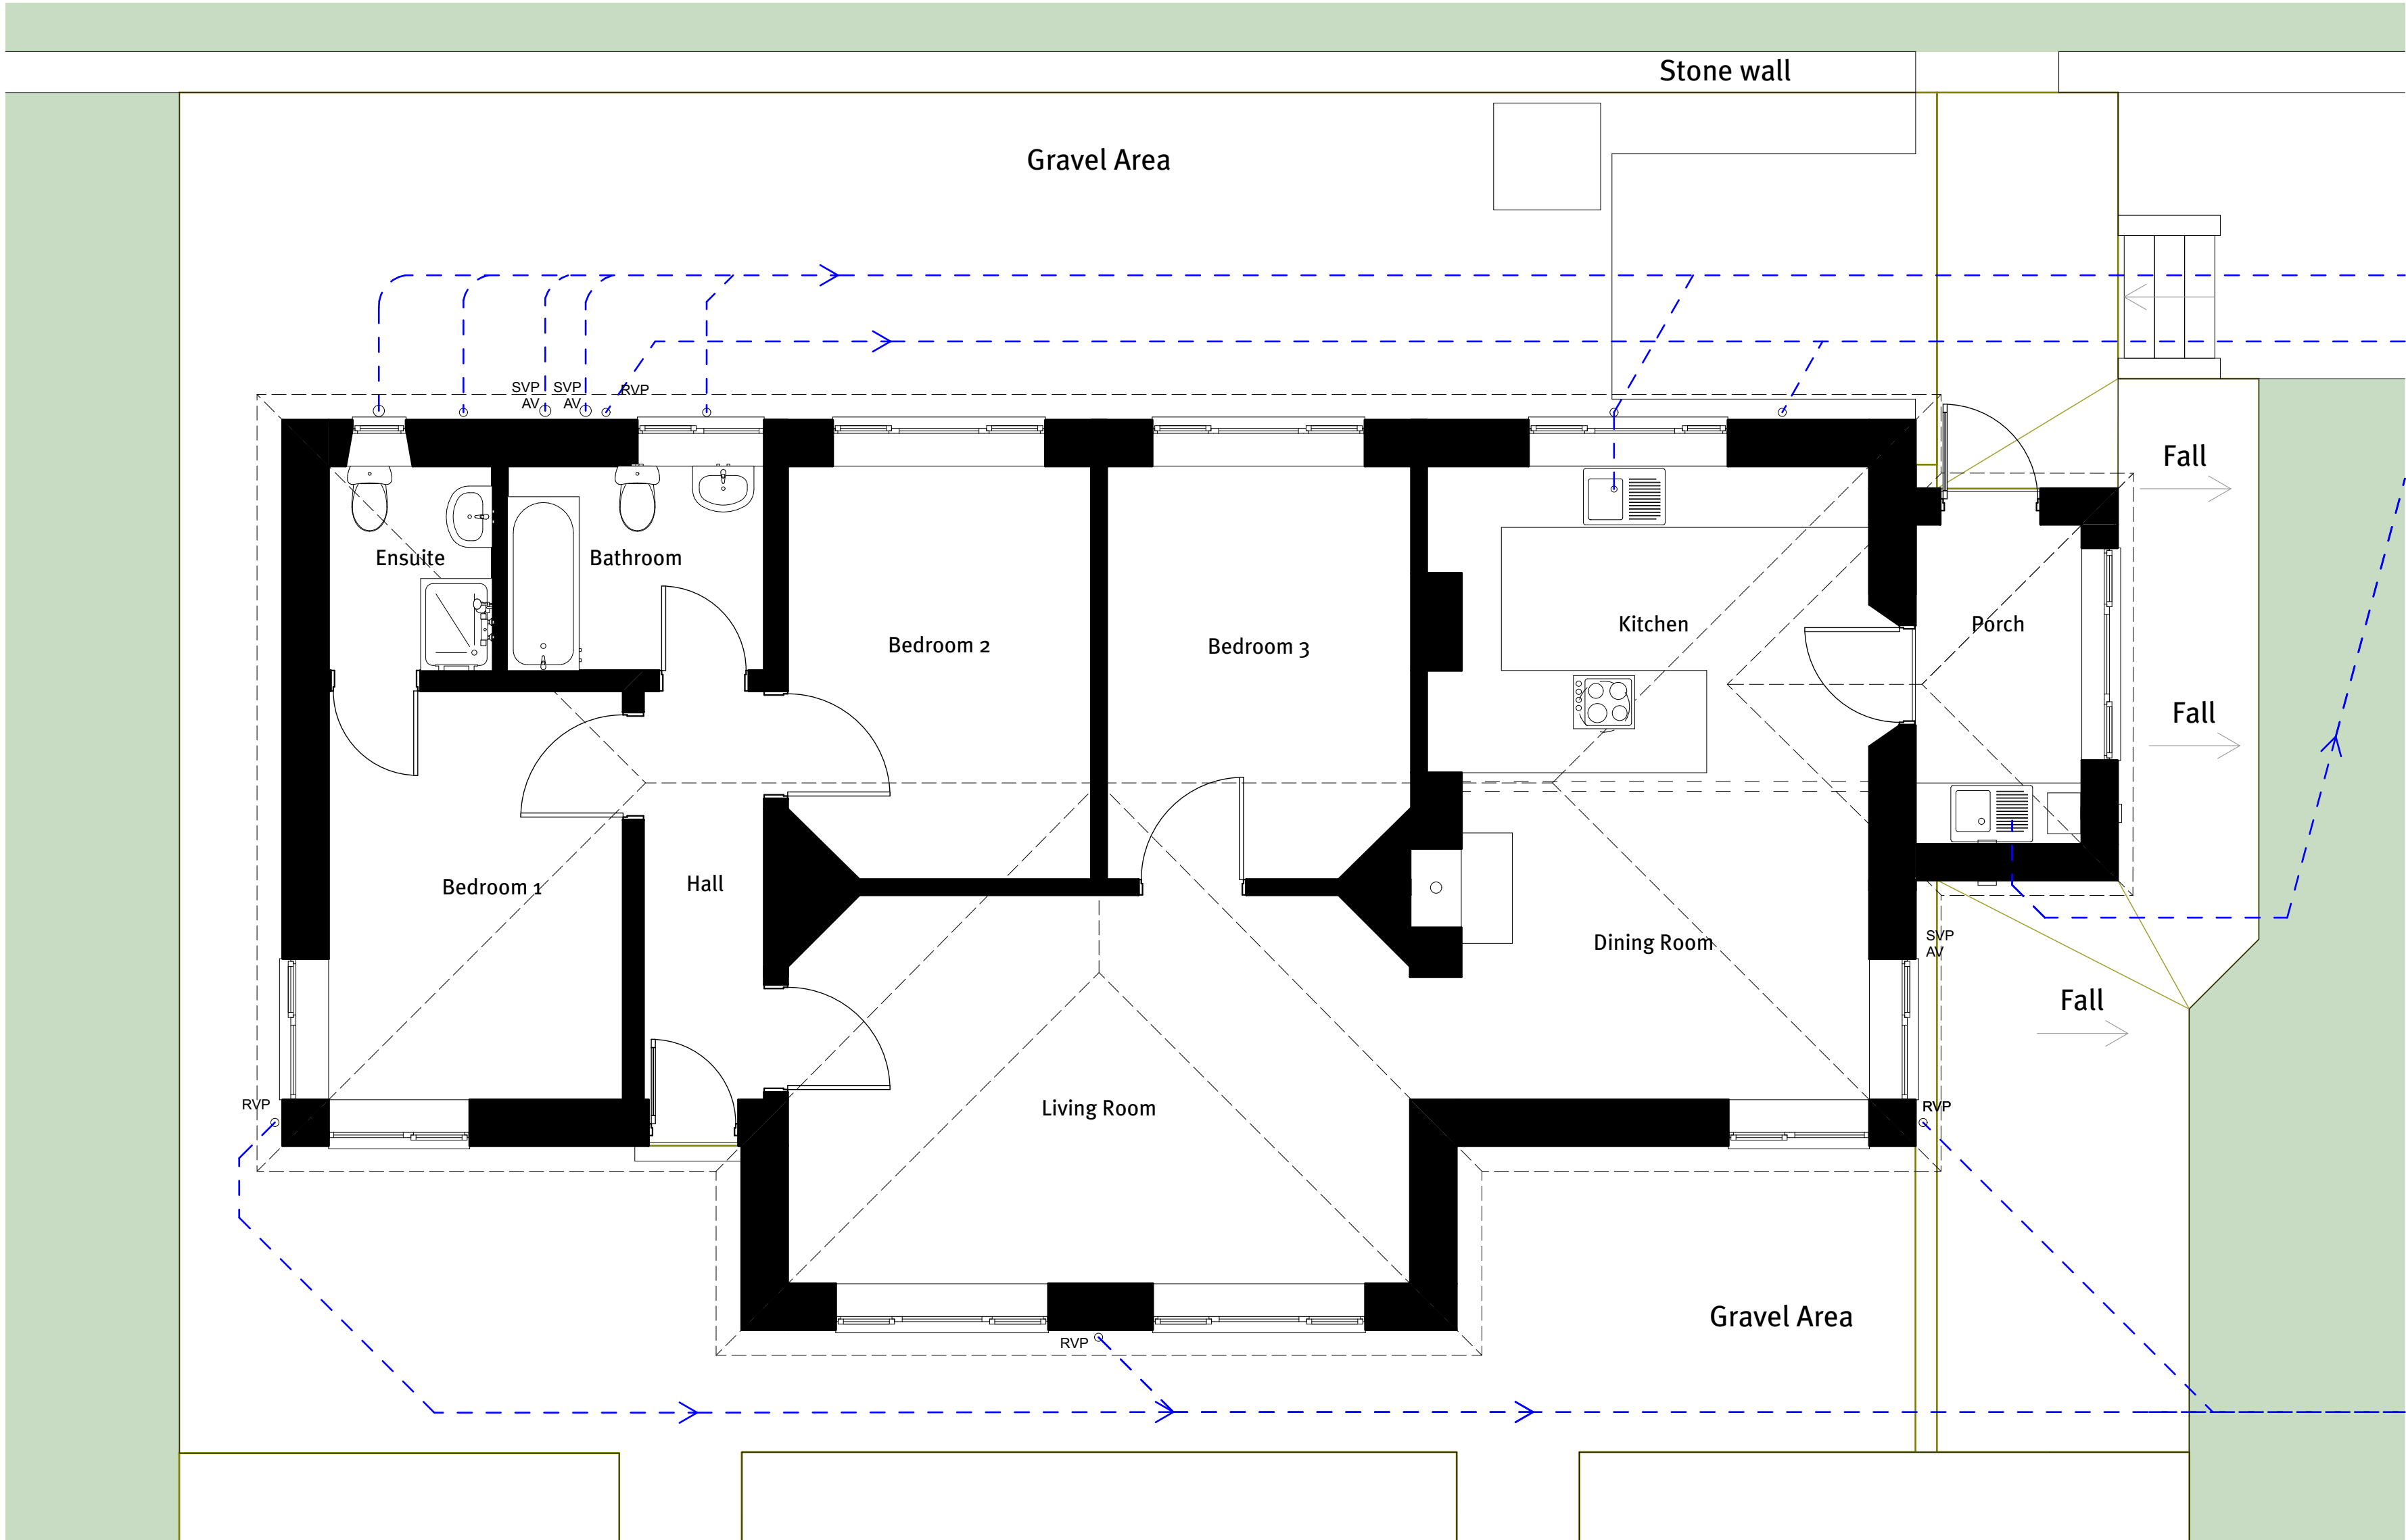 Stone wall
Gravel Area
SVP
AV
SVP
AV
RVP
Fall
Ensuite
Bathroom
Bedroom 2
Bedroom 3
Kitchen
Porch
Fall
Bedroom 1
Hall
Dining Room
SVP
AV
Fall
RVP
Living Room
RVP
Gravel Area
RVP